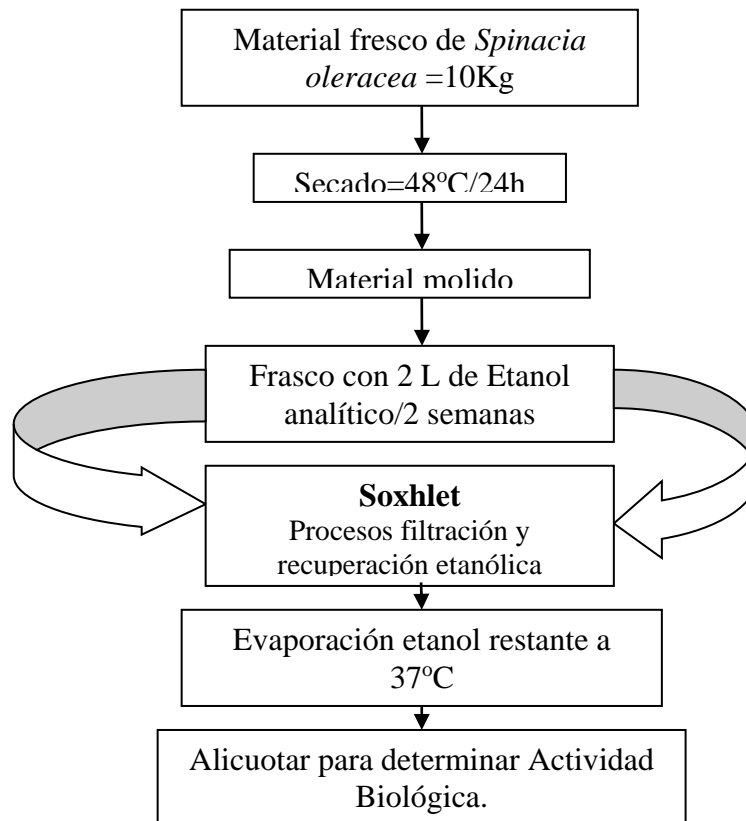 Material fresco de Spinacia
oleracea =10Kg
Secado=48ºC/24h
Material molido
Frasco con 2 L de Etanol
analítico/2 semanas
Soxhlet
Procesos filtración y
recuperación etanólica
Evaporación etanol restante a
37ºC
Alicuotar para determinar Actividad
Biológica.